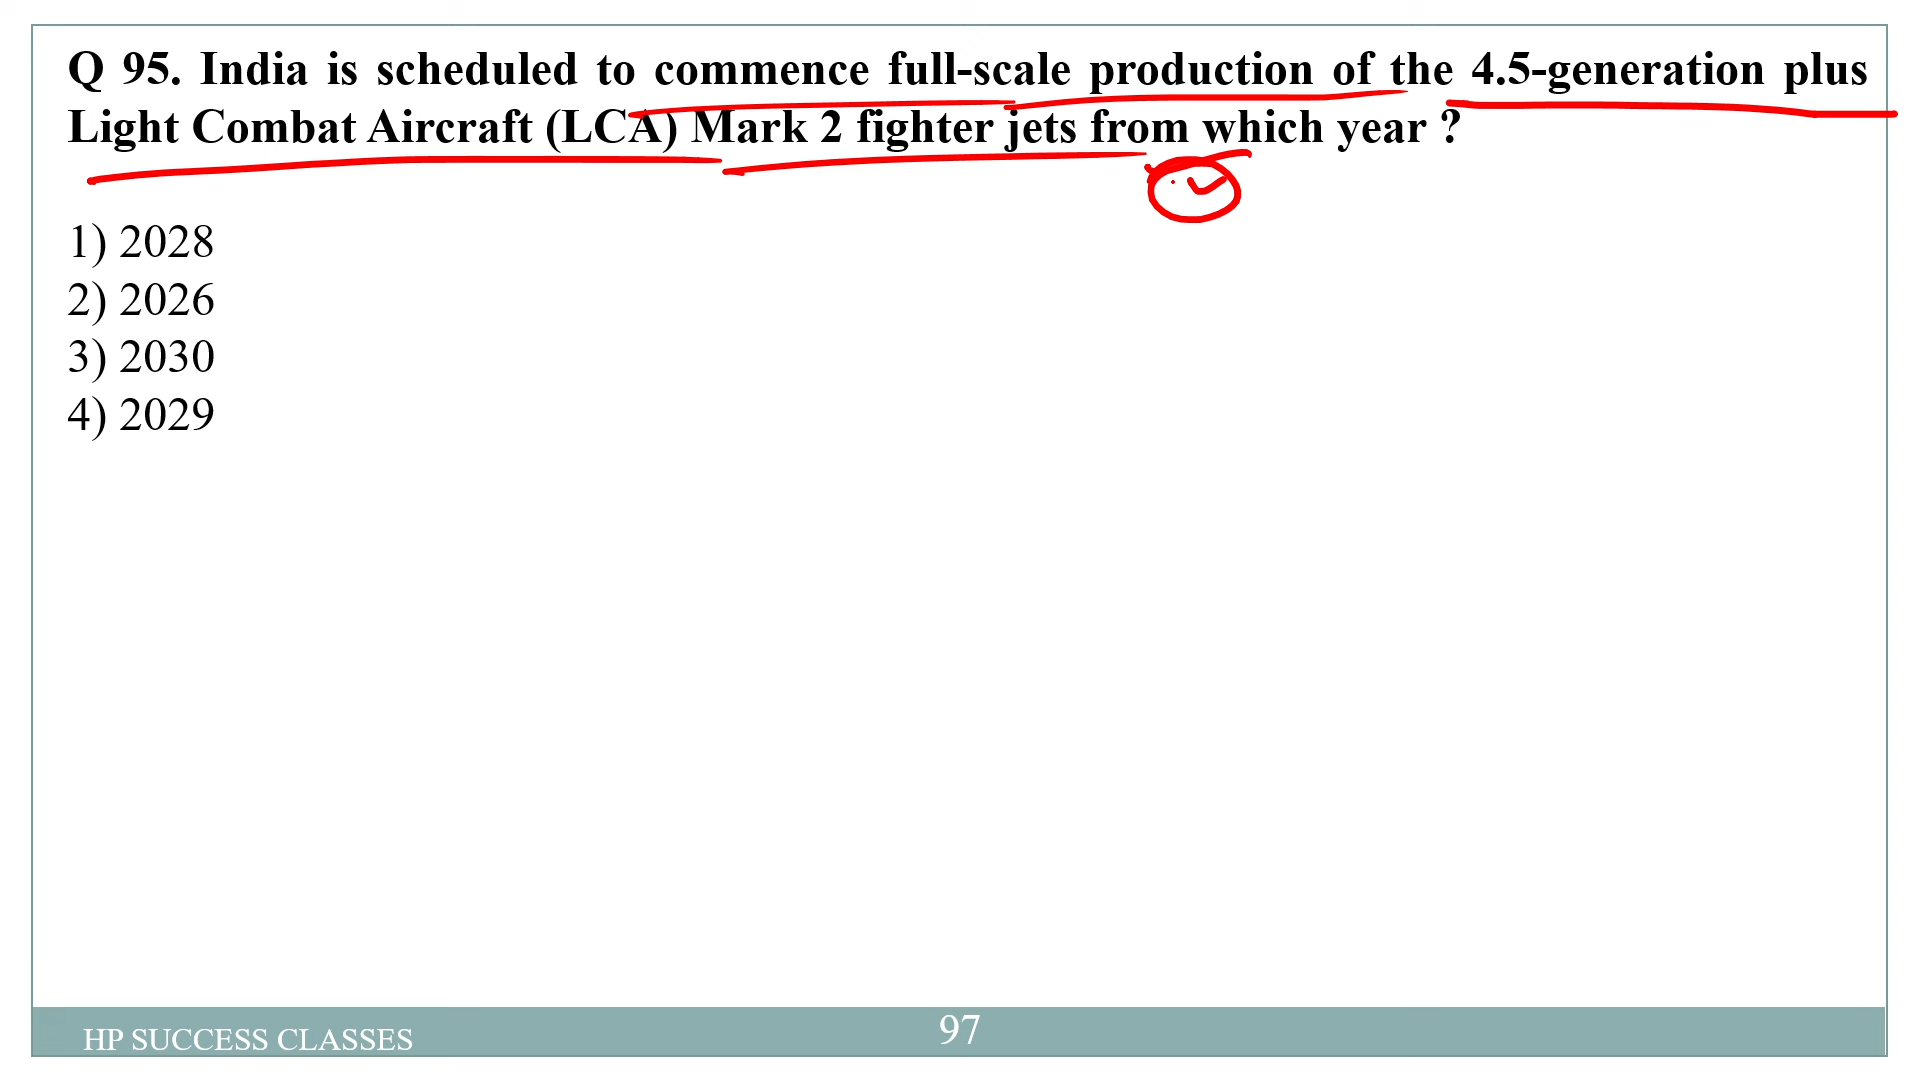 Q 95. India is scheduled to commence full-scale production of the 4.5-generation plus
Light Combat Aircraft (LCA) Mark 2 fighter jets from which year ?
1) 2028
2) 2026
3) 2030
4) 2029
HP SUCCESS CLASSES
97